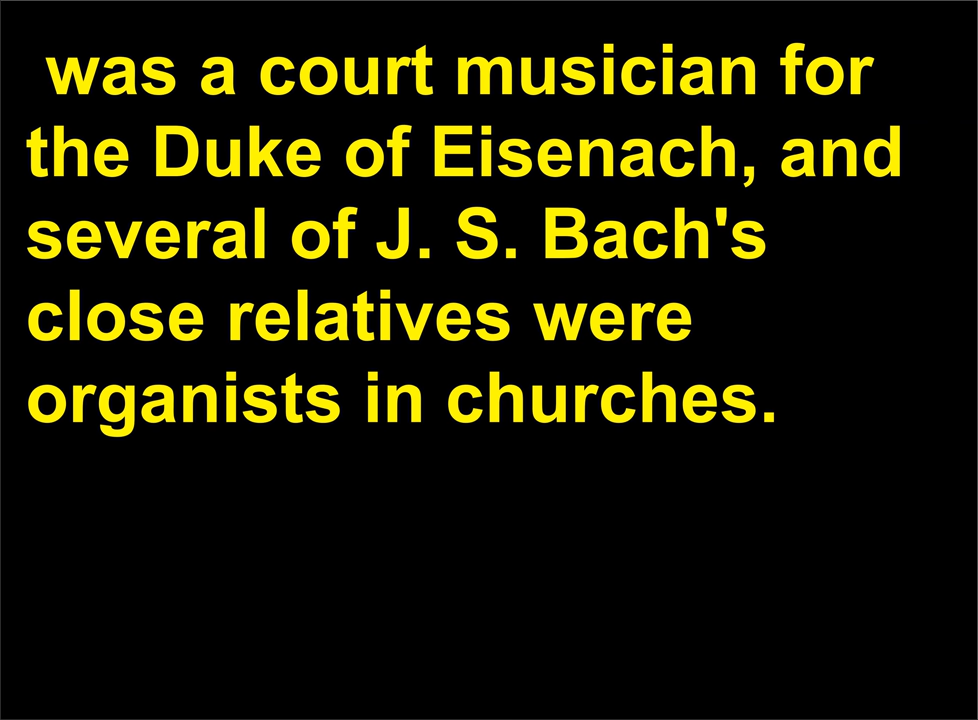 was a court musician for
the Duke of Eisenach, and
several of J. S. Bach's
close relatives were
organists in churches.